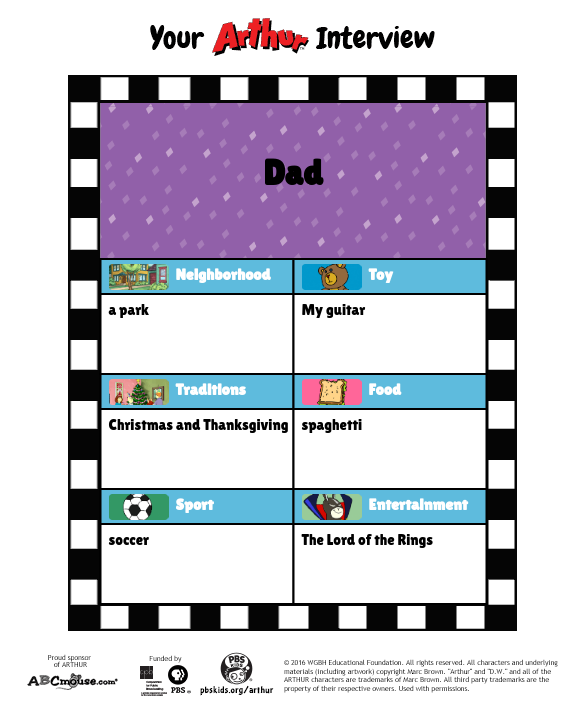 Your Arthur Interview
Dad
Neighborhood
Toy
a park
My guitar
Traditions
Food
Christmas and Thanksgiving
spaghetti
Sport
Entertainment
soccer
The Lord of the Rings
Proud sponsor
of ARTHUR
ABCmouse.com
Funded by
cpb
PBS
PBS
KIDS
pbskids.org/arthur
© 2016 WGBH Educational Foundation. All rights reserved. All characters and underlying
materials (including artwork) copyright Marc Brown. "Arthur" and "D.W." and all of the
ARTHUR characters are trademarks of Marc Brown. All third party trademarks are the
property of their respective owners. Used with permissions.